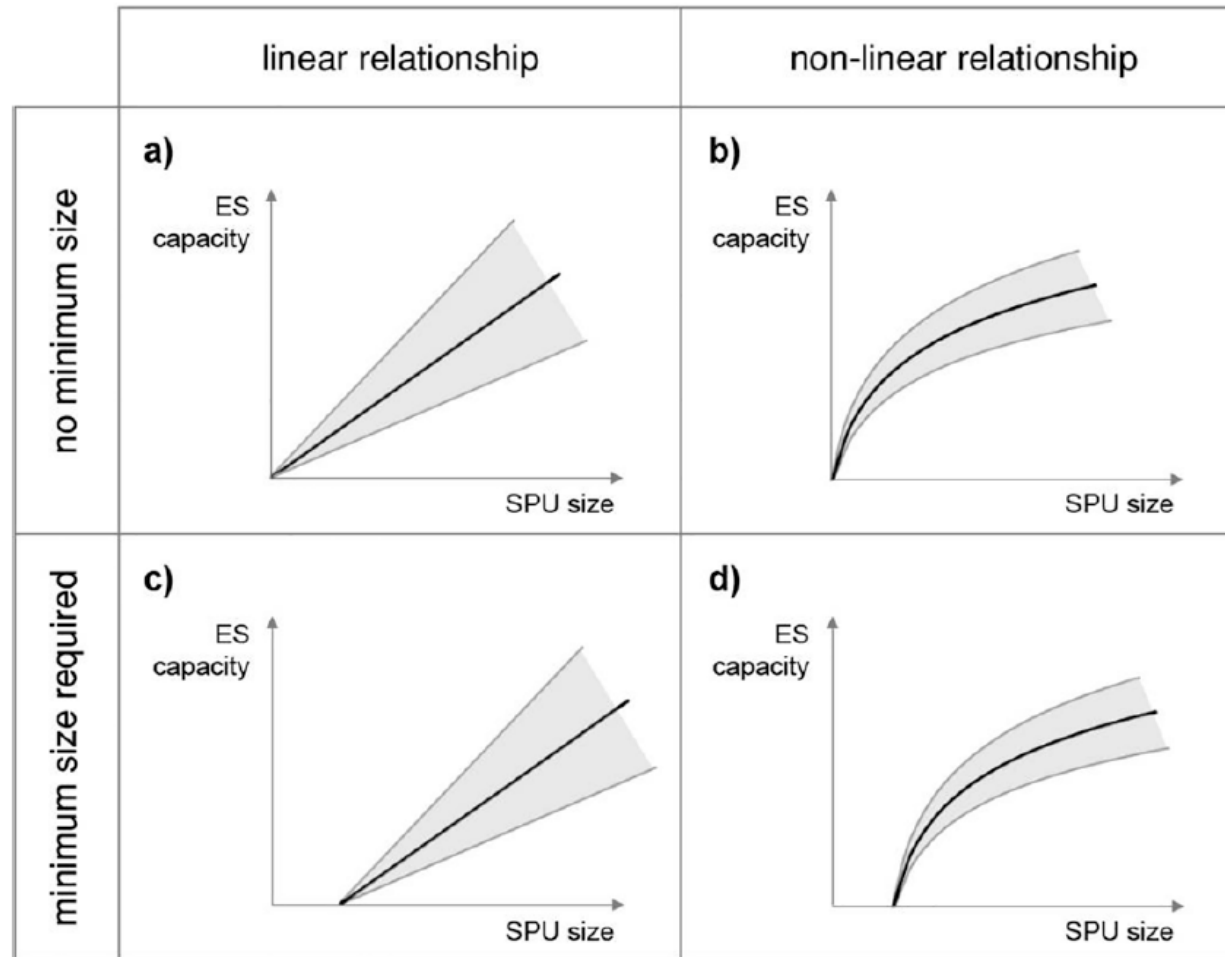 linear relationship
non-linear relationship
no minimum size
a)
ES
capacity
SPU size
b)
ES
capacity
SPU size
minimum size required
c)
ES
capacity
SPU size
d)
ES
capacity
SPU size